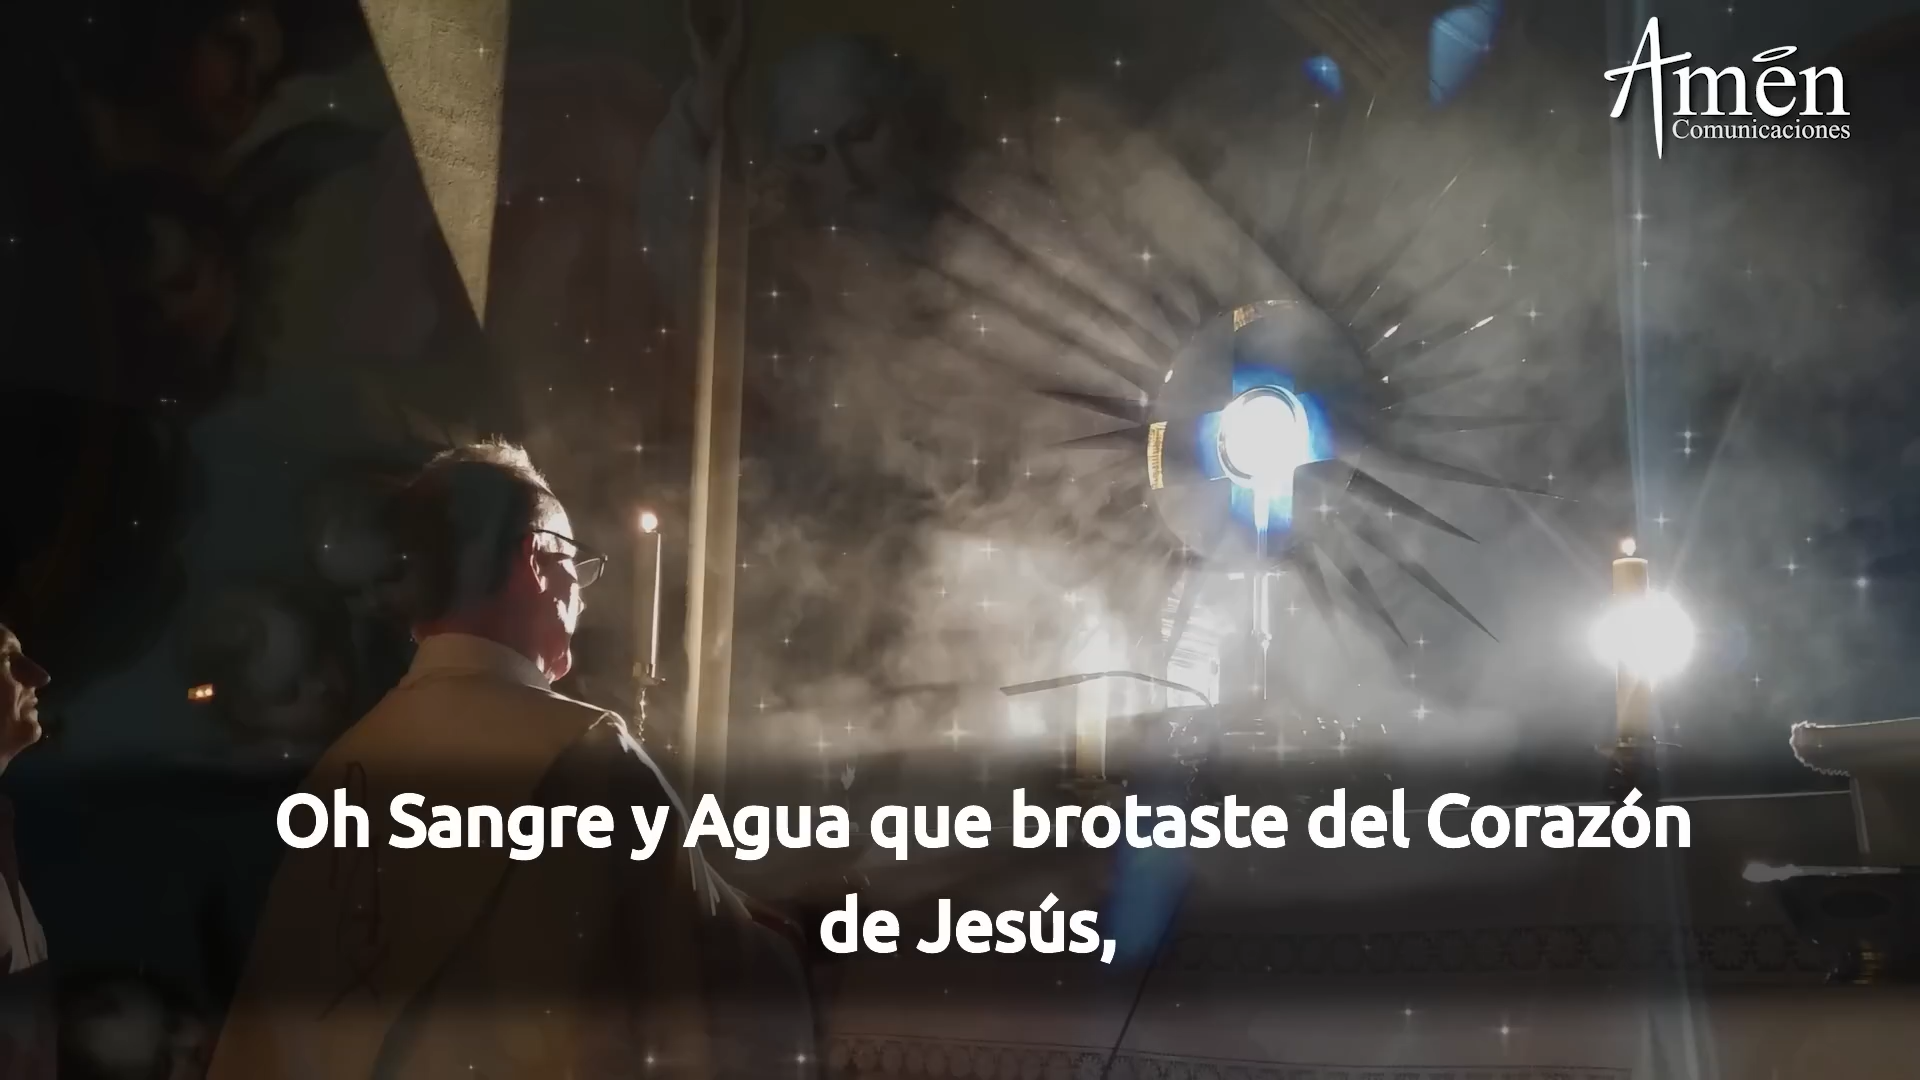 Amén
Comunicaciones
Oh Sangre y Agua que brotaste del Corazón
de Jesús,